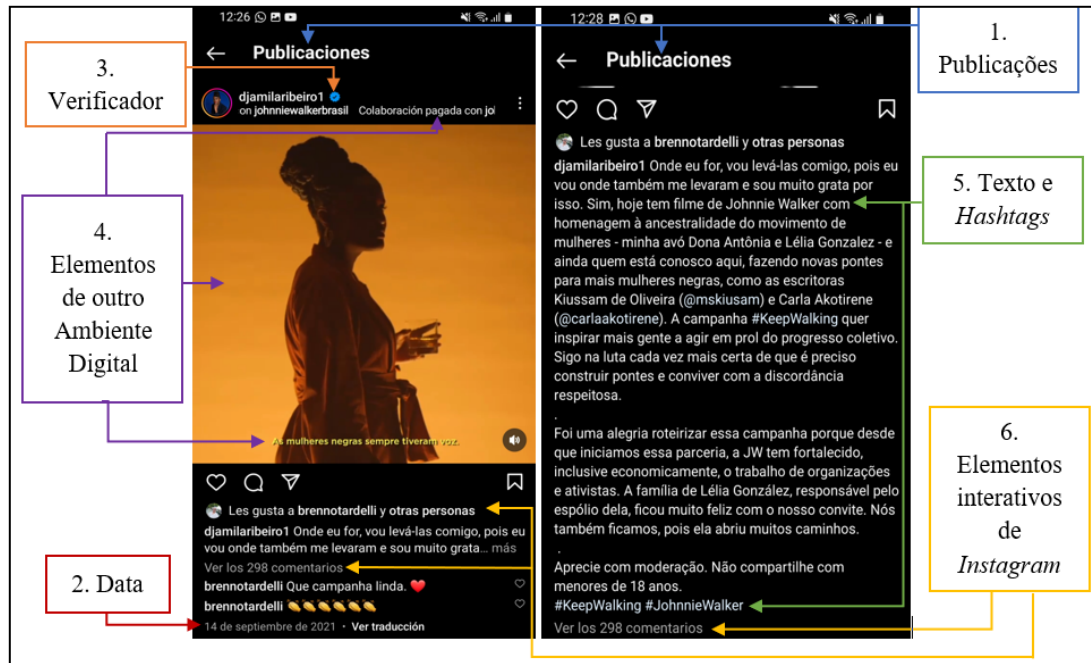 3.
Verificador
4.
Elementos
de outro
Ambiente
Digital
2. Data
12:26
Publicaciones
djamilaribeiro1
on johnniewalkerbrasil Colaboración pagada con jo
As mulheres negras sempre tiveram voz.
Les gusta a brennotardelli y otras personas
djamilaribeiro1 Onde eu for, vou levá-las comigo, pois eu
vou onde também me levaram e sou muito grata... más
Ver los 298 comentarios
brennotardelli Que campanha linda. ❤️
brennotardelli 👏👏👏👏👏👏
14 de septiembre de 2021 · Ver traducción
12:28
Publicaciones
Les gusta a brennotardelli y otras personas
djamilaribeiro1 Onde eu for, vou levá-las comigo, pois eu
vou onde também me levaram e sou muito grata por
isso. Sim, hoje tem filme de Johnnie Walker com
homenagem à ancestralidade do movimento de
mulheres - minha avó Dona Antônia e Lélia Gonzalez - e
ainda quem está conosco aqui, fazendo novas pontes
para mais mulheres negras, como as escritoras
Kiussam de Oliveira (@mskiusam) e Carla Akotirene
(@carlaakotirene). A campanha #KeepWalking quer
inspirar mais gente a agir em prol do progresso coletivo.
Sigo na luta cada vez mais certa de que é preciso
construir pontes e conviver com a discordância
respeitosa.
.
Foi uma alegria roteirizar essa campanha porque desde
que iniciamos essa parceria, a JW tem fortalecido,
inclusive economicamente, o trabalho de organizações
e ativistas. A família de Lélia González, responsável pelo
espólio dela, ficou muito feliz com o nosso convite. Nós
também ficamos, pois ela abriu muitos caminhos.
.
Aprecie com moderação. Não compartilhe com
menores de 18 anos.
#KeepWalking #JohnnieWalker
Ver los 298 comentarios
1.
Publicações
5. Texto e
Hashtags
6.
Elementos
interativos
de
Instagram